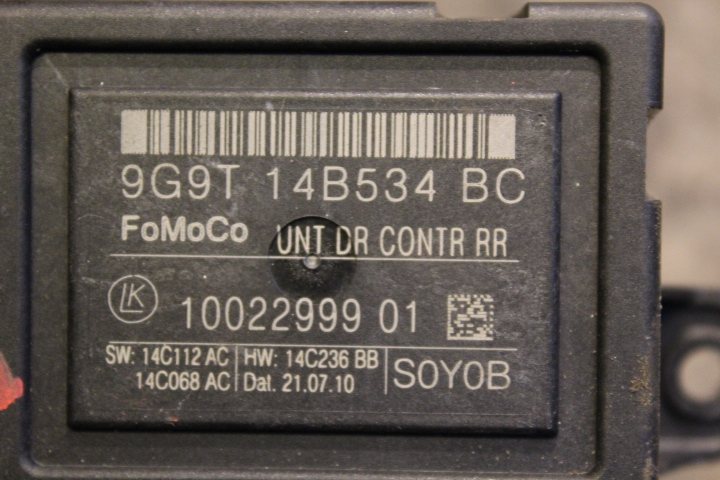 9G9T 14B534 BC
FoMoCo UNT DR CONTR RR
LK 10022999 01
SW: 14C112 AC HW: 14C236 BB S0Y0B
14C068 AC Dat. 21.07.10